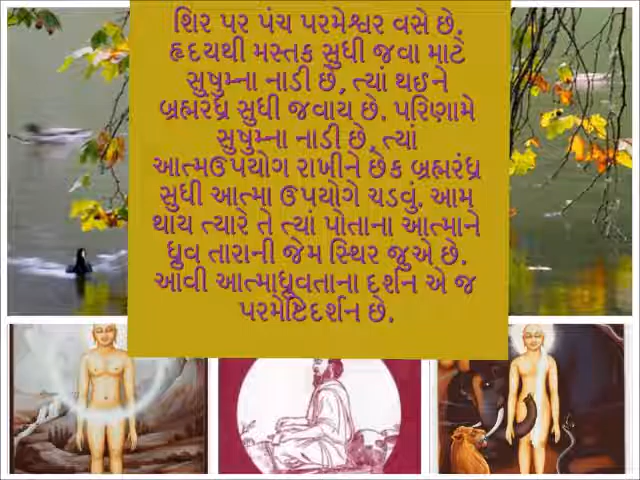 શિર પર પંચ પરમેશ્વર વસે છે.
હૃદયથી મસ્તક સુધી જવા માટે
સુષુમ્ના નાડી છે, ત્યાં થઇને
બ્રહ્મરંધ્ર સુધી જવાય છે. પરિણામે
સુષુમ્ના નાડી છે, ત્યાં
આત્મઉપયોગ રાખીને છેક બ્રહ્મરંધ્ર
સુધી આત્મા ઉપયોગે ચડવું. આમ
થાય ત્યારે તે ત્યાં પોતાના આત્માને
ધ્રુવ તારાની જેમ સ્થિર જુએ છે.
આવી આત્માધ્રુવતાના દર્શન એ જ
પરમેષ્ટિદર્શન છે.